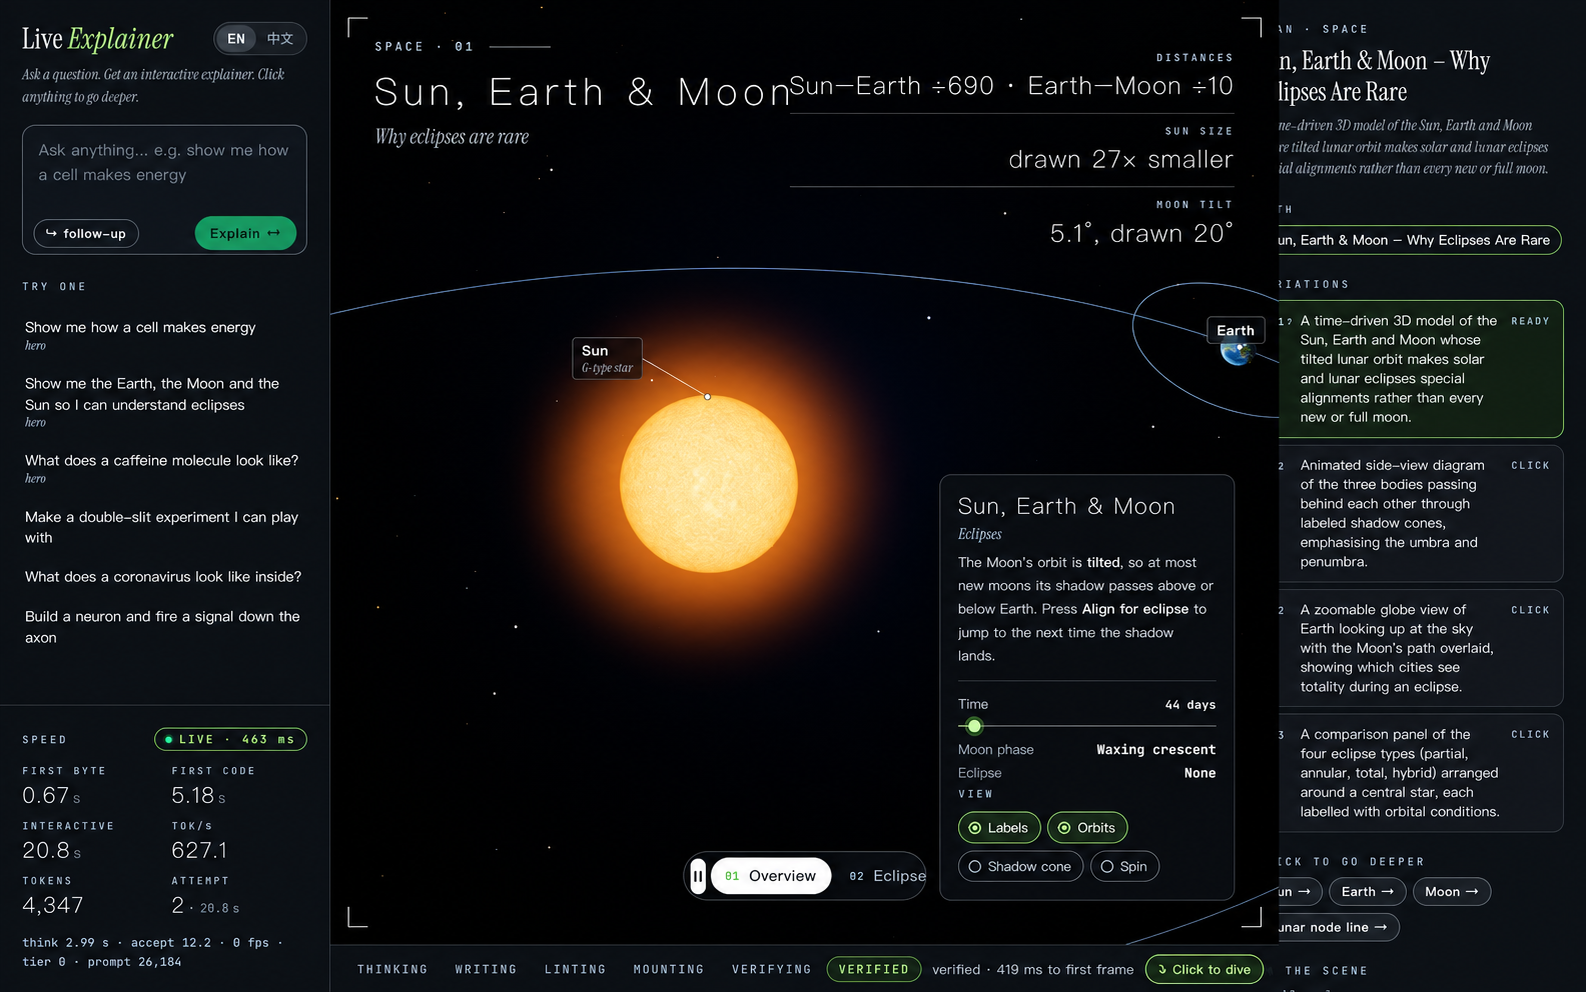 Live Explainer
EN 中文
Ask a question. Get an interactive explainer. Click
anything to go deeper.
Ask anything... e.g. show me how
a cell makes energy
↪ follow-up
Explain ↔
TRY ONE
Show me how a cell makes energy
hero
Show me the Earth, the Moon and the
Sun so I can understand eclipses
hero
What does a caffeine molecule look like?
hero
Make a double-slit experiment I can play
with
What does a coronavirus look like inside?
Build a neuron and fire a signal down the
axon
SPEED
LIVE · 463 ms
FIRST BYTE
0.67 s
FIRST CODE
5.18 s
INTERACTIVE
20.8 s
TOK/s
627.1
TOKENS
4,347
ATTEMPT
2 · 20.8 s
think 2.99 s · accept 12.2 · 0 fps ·
tier 0 · prompt 26,184
SPACE · 01
Sun, Earth & Moon
Why eclipses are rare
DISTANCES
Sun–Earth ÷690 · Earth–Moon ÷10
SUN SIZE
drawn 27× smaller
MOON TILT
5.1°, drawn 20°
Sun
G-type star
Earth
Sun, Earth & Moon
Eclipses
The Moon's orbit is tilted, so at most
new moons its shadow passes above or
below Earth. Press Align for eclipse to
jump to the next time the shadow
lands.
Time
44 days
Moon phase
Waxing crescent
Eclipse
None
VIEW
Labels
Orbits
Shadow cone
Spin
01 Overview
02 Eclipse
THINKING
WRITING
LINTING
MOUNTING
VERIFYING
VERIFIED
verified · 419 ms to first frame
Click to dive
AN · SPACE
n, Earth & Moon – Why
lipses Are Rare
me-driven 3D model of the Sun, Earth and Moon
re tilted lunar orbit makes solar and lunar eclipses
ial alignments rather than every new or full moon.
TH
un, Earth & Moon – Why Eclipses Are Rare
RIATIONS
A time-driven 3D model of the
Sun, Earth and Moon whose
tilted lunar orbit makes solar
and lunar eclipses special
alignments rather than every
new or full moon.
READY
2
Animated side-view diagram
of the three bodies passing
behind each other through
labeled shadow cones,
emphasising the umbra and
penumbra.
CLICK
2
A zoomable globe view of
Earth looking up at the sky
with the Moon's path overlaid,
showing which cities see
totality during an eclipse.
CLICK
3
A comparison panel of the
four eclipse types (partial,
annular, total, hybrid) arranged
around a central star, each
labelled with orbital conditions.
CLICK
ICK TO GO DEEPER
un →
Earth →
Moon →
unar node line →
THE SCENE